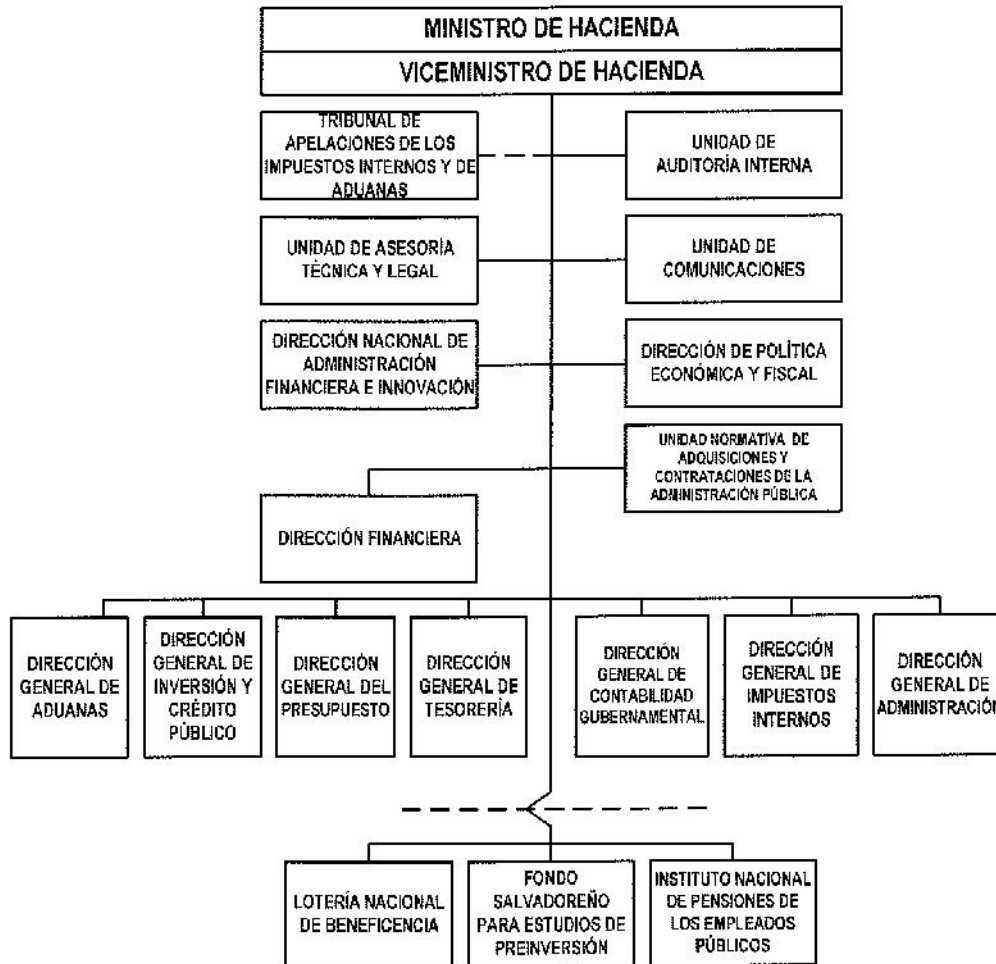 MINISTRO DE HACIENDA
VICEMINISTRO DE HACIENDA
TRIBUNAL DE
APELACIONES DE LOS
IMPUESTOS INTERNOS Y DE
ADUANAS
UNIDAD DE
AUDITORÍA INTERNA
UNIDAD DE ASESORÍA
TÉCNICA Y LEGAL
UNIDAD DE
COMUNICACIONES
DIRECCIÓN NACIONAL DE
ADMINISTRACIÓN
FINANCIERA E INNOVACIÓN
DIRECCIÓN DE POLÍTICA
ECONÓMICA Y FISCAL
UNIDAD NORMATIVA DE
ADQUISICIONES Y
CONTRATACIONES DE LA
ADMINISTRACIÓN PÚBLICA
DIRECCIÓN FINANCIERA
DIRECCIÓN
GENERAL DE
ADUANAS
DIRECCIÓN
GENERAL DE
INVERSIÓN Y
CRÉDITO
PÚBLICO
DIRECCIÓN
GENERAL DEL
PRESUPUESTO
DIRECCIÓN
GENERAL DE
TESORERÍA
DIRECCIÓN
GENERAL DE
CONTABILIDAD
GUBERNAMENTAL
DIRECCIÓN
GENERAL DE
IMPUESTOS
INTERNOS
DIRECCIÓN
GENERAL DE
ADMINISTRACIÓN
LOTERÍA NACIONAL
DE BENEFICENCIA
FONDO
SALVADOREÑO
PARA ESTUDIOS DE
PREINVERSIÓN
INSTITUTO NACIONAL
DE PENSIONES DE
LOS EMPLEADOS
PÚBLICOS